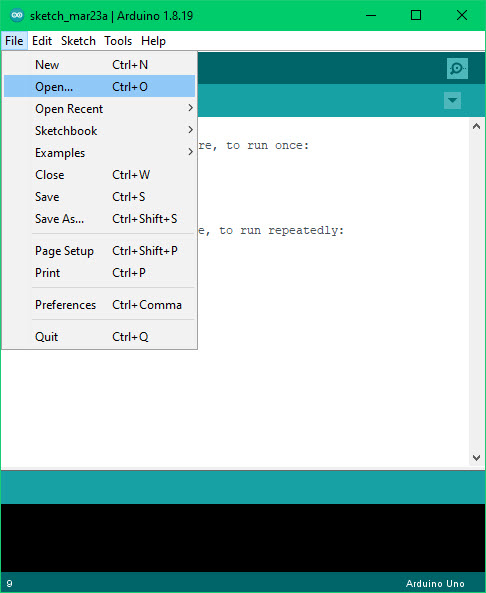 sketch_mar23a | Arduino 1.8.19
File Edit Sketch Tools Help
New Ctrl+N
Open... Ctrl+O
Open Recent
Sketchbook
Examples
re, to run once:
Close Ctrl+W
Save Ctrl+S
Save As... Ctrl+Shift+S
e, to run repeatedly:
Page Setup Ctrl+Shift+P
Print Ctrl+P
Preferences Ctrl+Comma
Quit Ctrl+Q
9 Arduino Uno